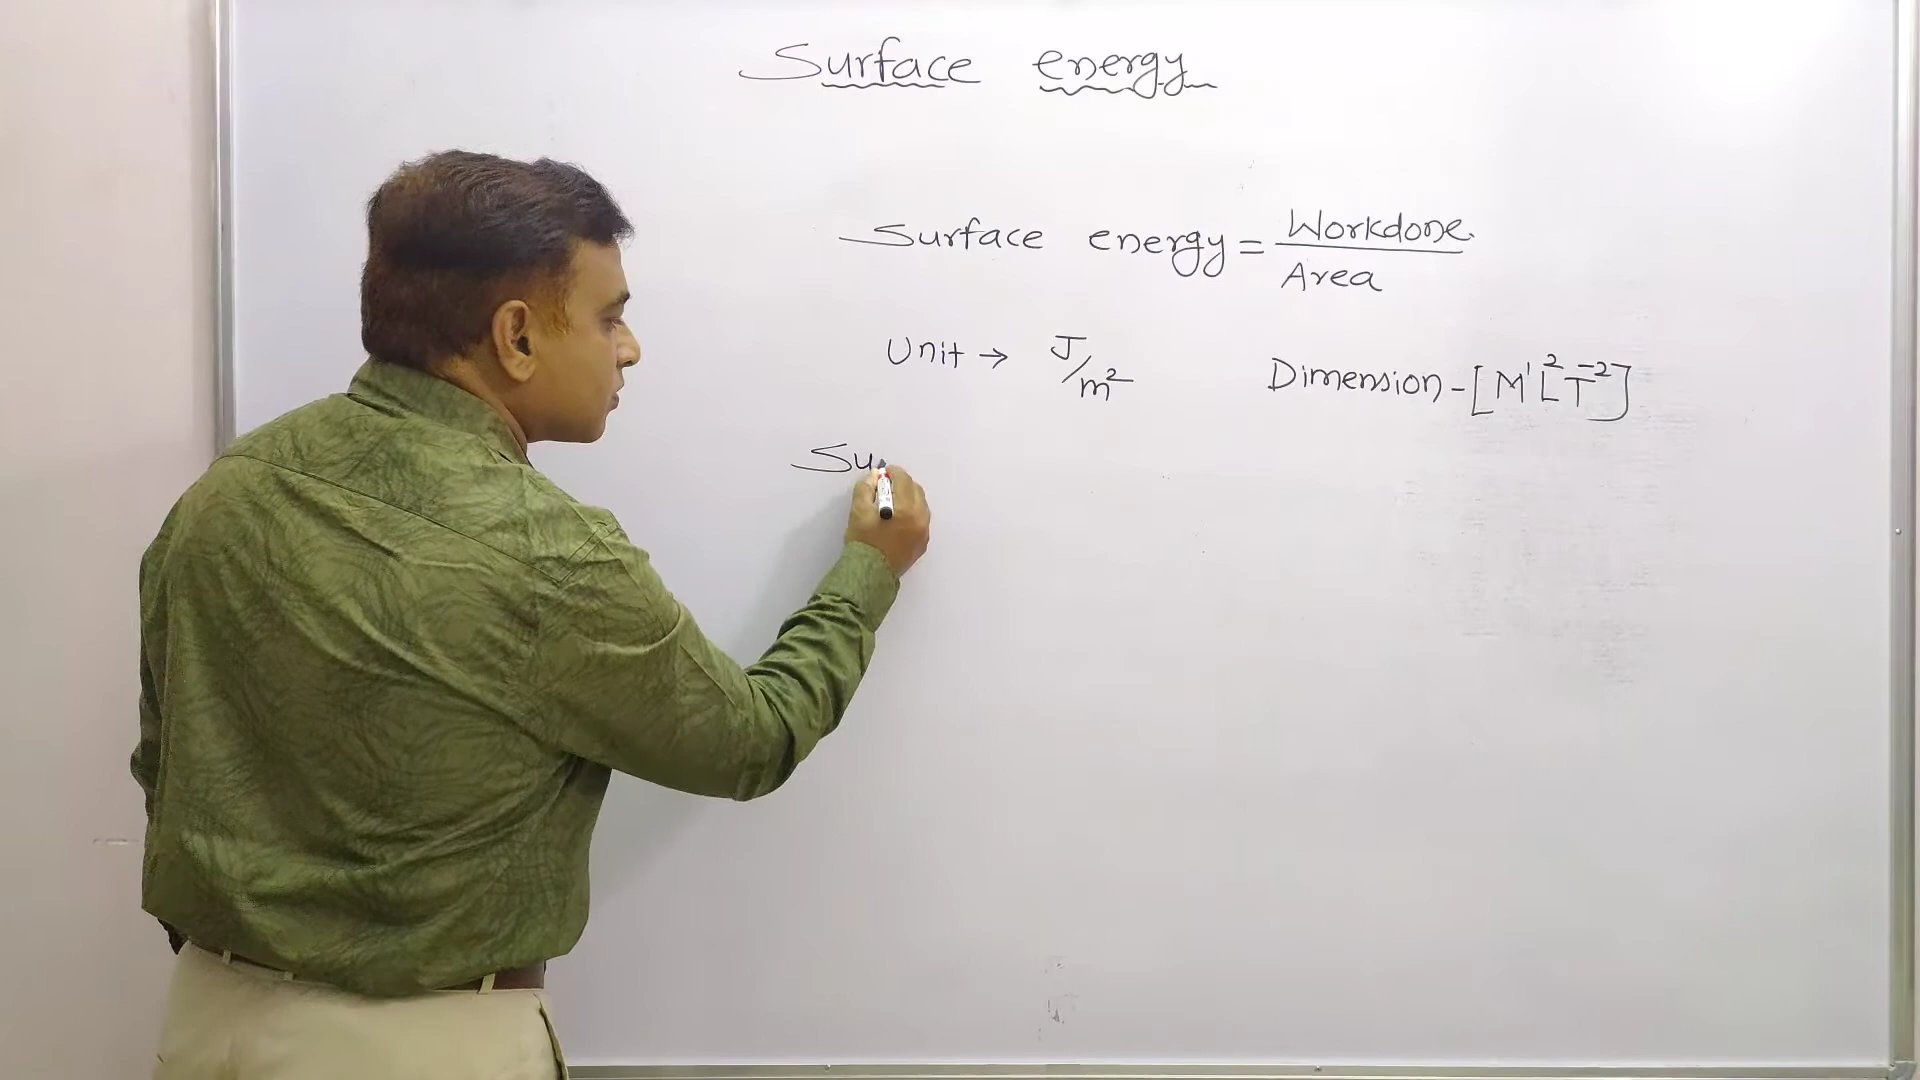 Surface energy
Surface energy = Workdone / Area
Unit → J/m² Dimension - [M¹L²T⁻²]
Su